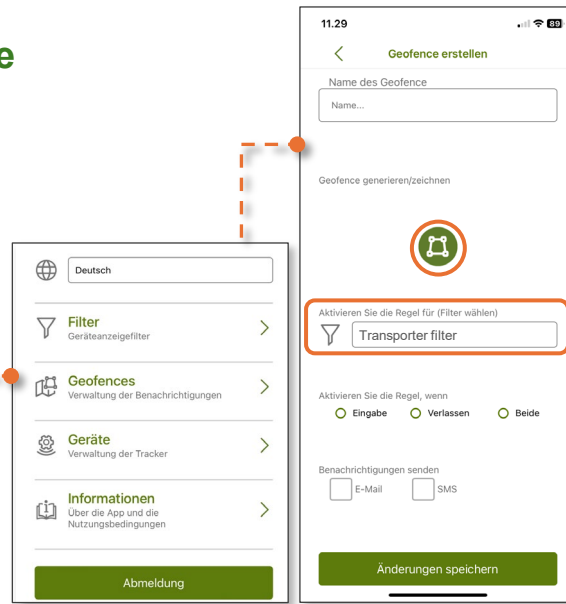 e
Deutsch
Filter
Geräteanzeigefilter
Geofences
Verwaltung der Benachrichtigungen
Geräte
Verwaltung der Tracker
Informationen
Über die App und die
Nutzungsbedingungen
Abmeldung
11.29
89
Geofence erstellen
Name des Geofence
Name...
Geofence generieren/zeichnen
Aktivieren Sie die Regel für (Filter wählen)
Transporter filter
Aktivieren Sie die Regel, wenn
Eingabe Verlassen Beide
Benachrichtigungen senden
E-Mail SMS
Änderungen speichern